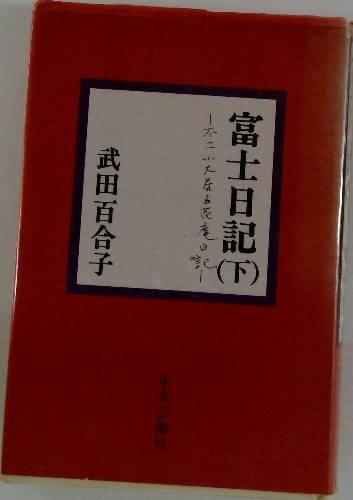 富士日記(下)
―不二小大居百花庵日記―
武田百合子
中央公論社